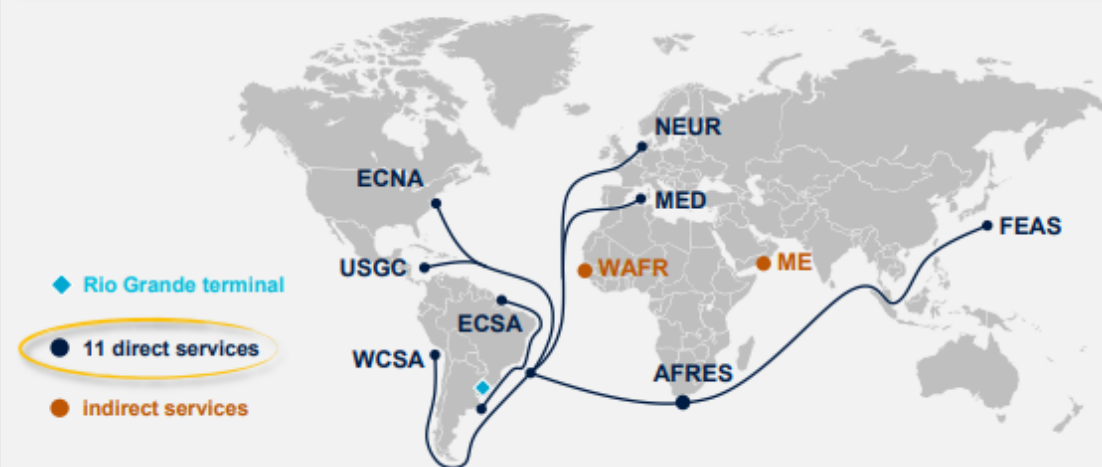 NEUR
ECNA
MED
FEAS
USGC
WAFR
ME
Rio Grande terminal
ECSA
11 direct services
WCSA
AFRES
indirect services